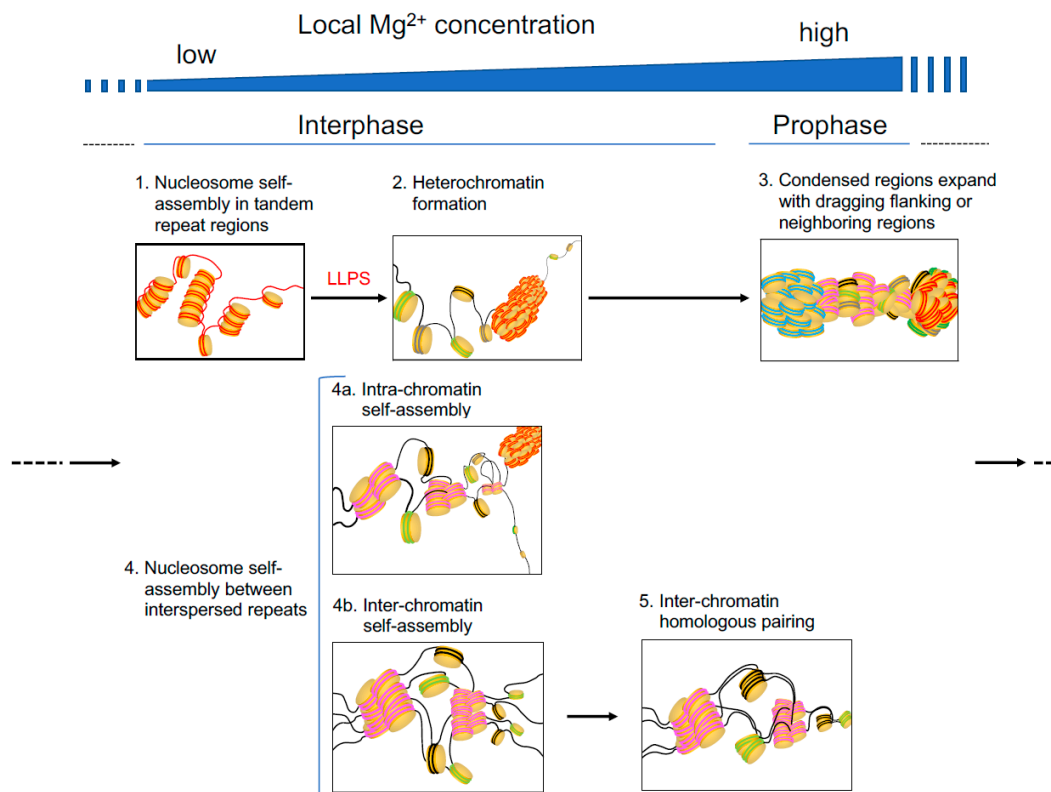 Local Mg²⁺ concentration
low
high
Interphase
Prophase
1. Nucleosome self-
assembly in tandem
repeat regions
2. Heterochromatin
formation
3. Condensed regions expand
with dragging flanking or
neighboring regions
LLPS
4a. Intra-chromatin
self-assembly
4. Nucleosome self-
assembly between
interspersed repeats
4b. Inter-chromatin
self-assembly
5. Inter-chromatin
homologous pairing